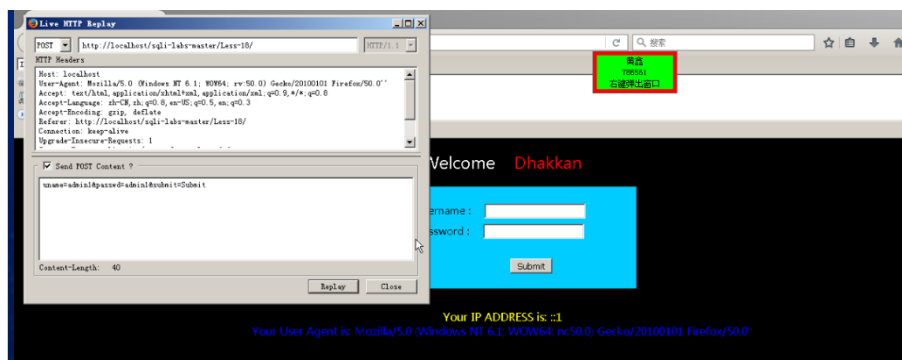 Live HTTP Replay
POST http://localhost/sqli-labs-master/Less-18/ HTTP/1.1
HTTP Headers
Host: localhost
User-Agent: Mozilla/5.0 (Windows NT 6.1; WOW64; rv:50.0) Gecko/20100101 Firefox/50.0''
Accept: text/html,application/xhtml+xml,application/xml;q=0.9,*/*;q=0.8
Accept-Language: zh-CN,zh;q=0.8,en-US;q=0.5,en;q=0.3
Accept-Encoding: gzip, deflate
Referer: http://localhost/sqli-labs-master/Less-18/
Connection: keep-alive
Upgrade-Insecure-Requests: 1
Send POST Content ?
uname=admin1&passwd=admin1&submit=Submit
Content-Length: 40
Replay Close
搜索
黄鑫
786561
右键弹出窗口
Welcome Dhakkan
ername :
ssword :
Submit
Your IP ADDRESS is: ::1
Your User Agent is: Mozilla/5.0 (Windows NT 6.1; WOW64; rv:50.0) Gecko/20100101 Firefox/50.0''